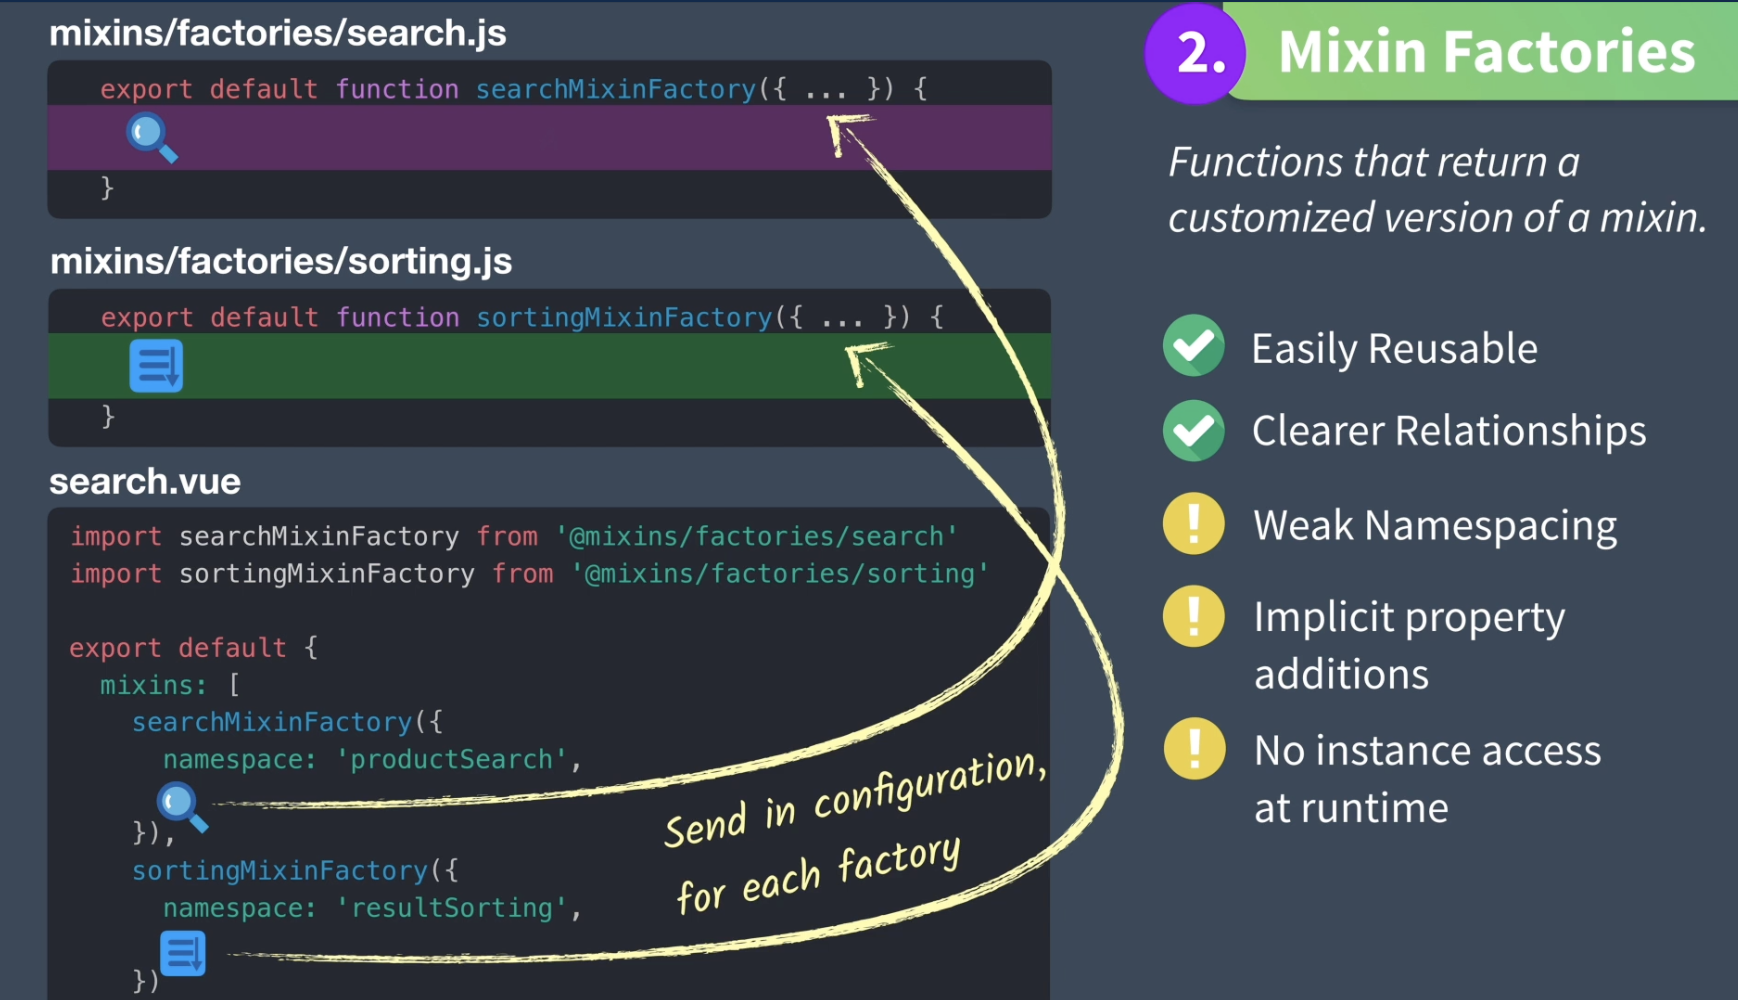 mixins/factories/search.js
export default function searchMixinFactory({ ... }) {
}
mixins/factories/sorting.js
export default function sortingMixinFactory({ ... }) {
}
search.vue
import searchMixinFactory from '@mixins/factories/search'
import sortingMixinFactory from '@mixins/factories/sorting'
export default {
mixins: [
searchMixinFactory({
namespace: 'productSearch',
}),
sortingMixinFactory({
namespace: 'resultSorting',
})
Send in configuration,
for each factory
2. Mixin Factories
Functions that return a
customized version of a mixin.
Easily Reusable
Clearer Relationships
! Weak Namespacing
! Implicit property
additions
! No instance access
at runtime